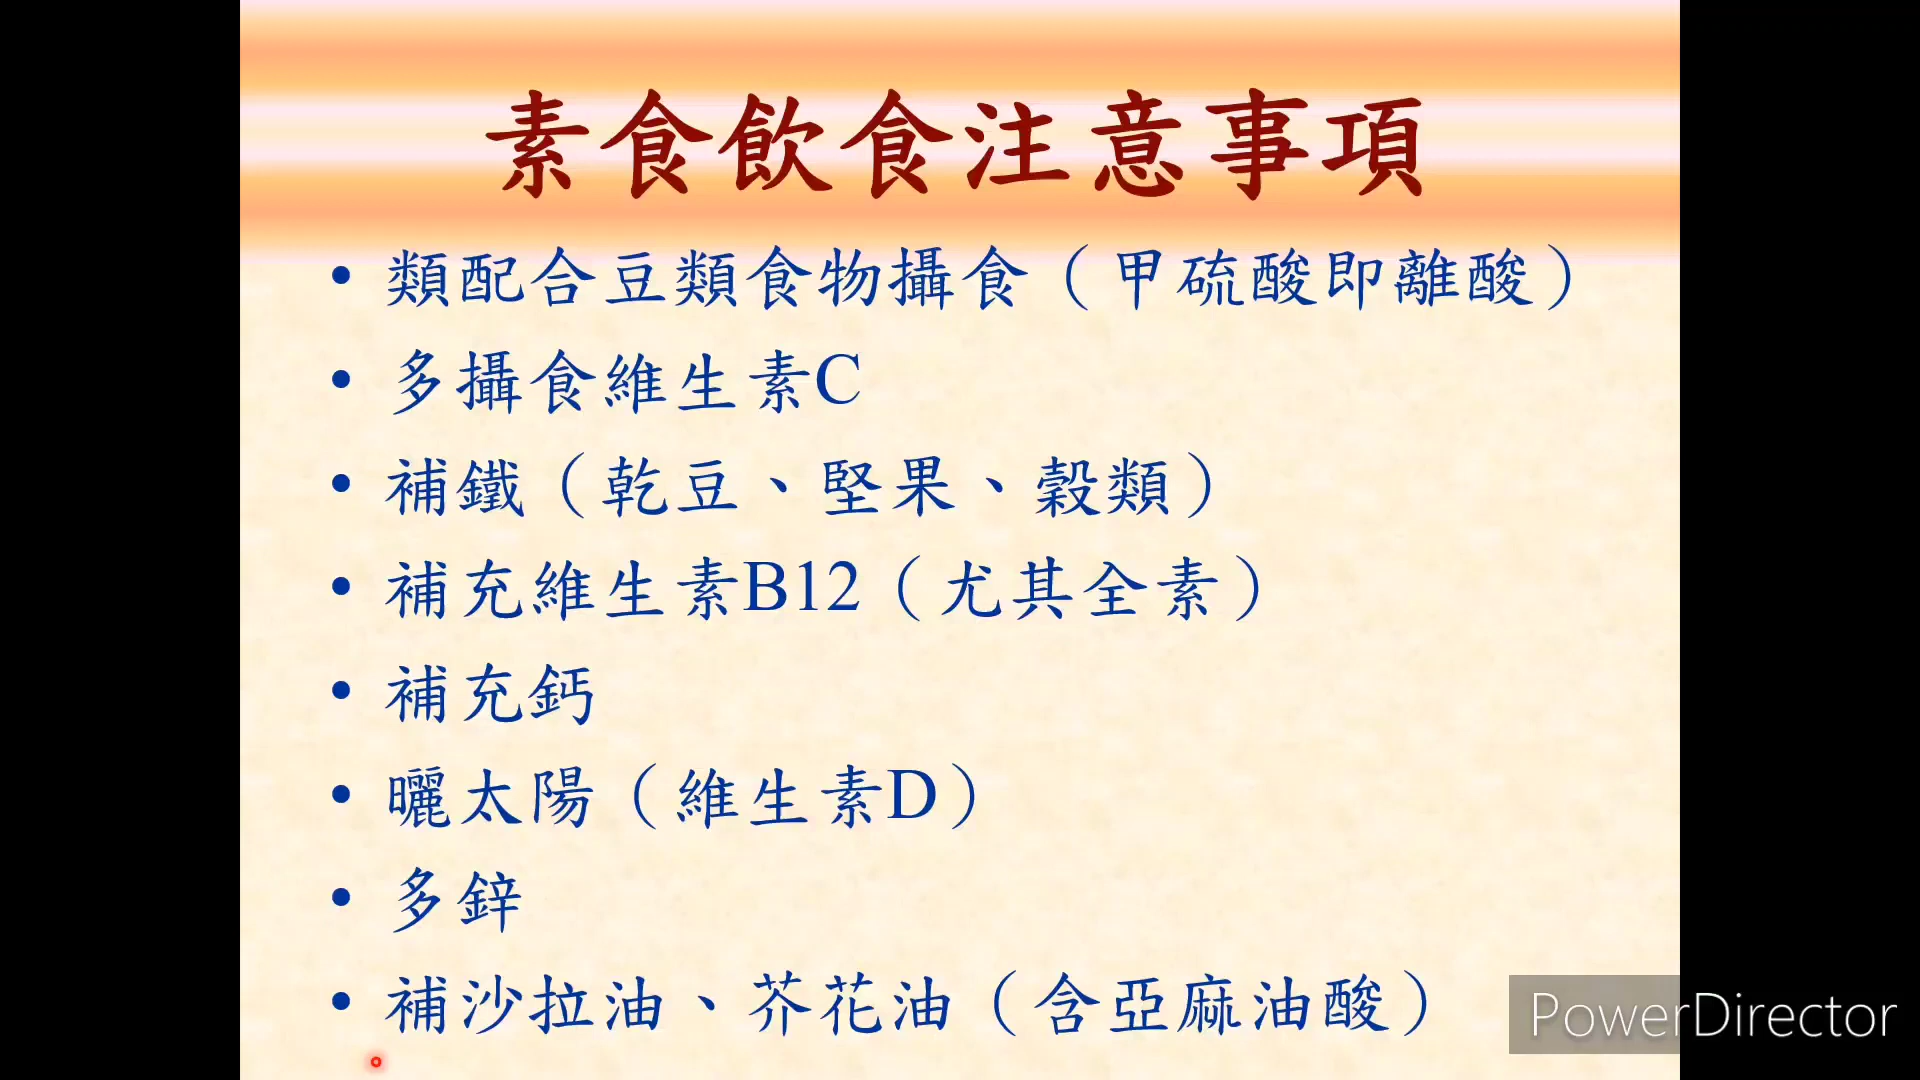 素食飲食注意事項
• 類配合豆類食物攝食（甲硫酸即離酸）
• 多攝食維生素C
• 補鐵（乾豆、堅果、穀類）
• 補充維生素B12（尤其全素）
• 補充鈣
• 曬太陽（維生素D）
• 多鋅
• 補沙拉油、芥花油（含亞麻油酸）
PowerDirector